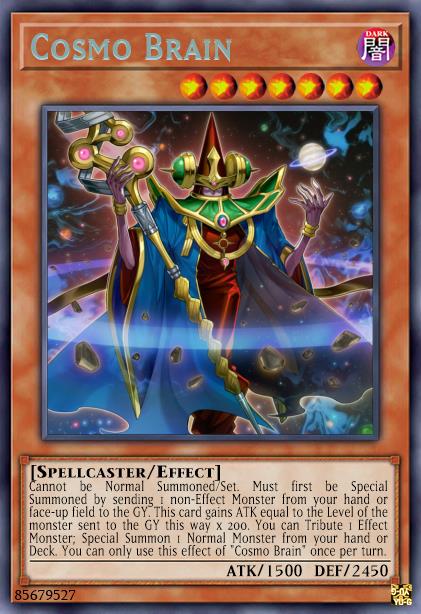 Cosmo Brain
DARK
闇
[Spellcaster/Effect]
Cannot be Normal Summoned/Set. Must first be Special
Summoned by sending 1 non-Effect Monster from your hand or
face-up field to the GY. This card gains ATK equal to the Level of the
monster sent to the GY this way x 200. You can Tribute 1 Effect
Monster; Special Summon 1 Normal Monster from your hand or
Deck. You can only use this effect of "Cosmo Brain" once per turn.
ATK/1500 DEF/2450
85679527